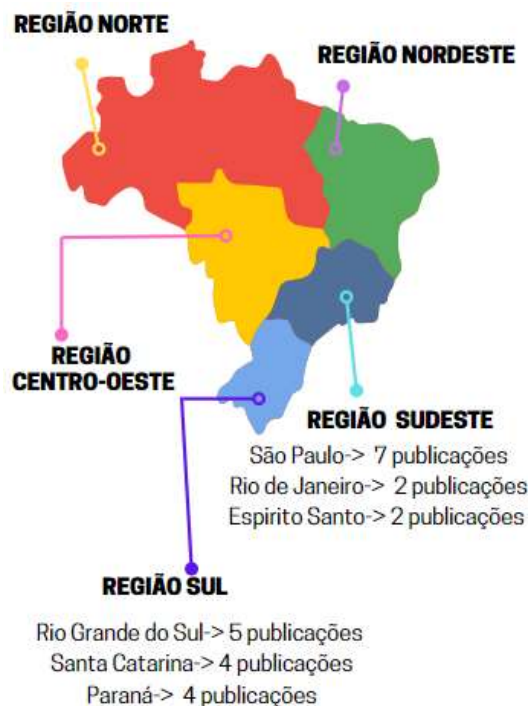 REGIÃO NORTE
REGIÃO NORDESTE
REGIÃO
CENTRO-OESTE
REGIÃO SUDESTE
São Paulo-> 7 publicações
Rio de Janeiro-> 2 publicações
Espirito Santo-> 2 publicações
REGIÃO SUL
Rio Grande do Sul-> 5 publicações
Santa Catarina-> 4 publicações
Paraná-> 4 publicações